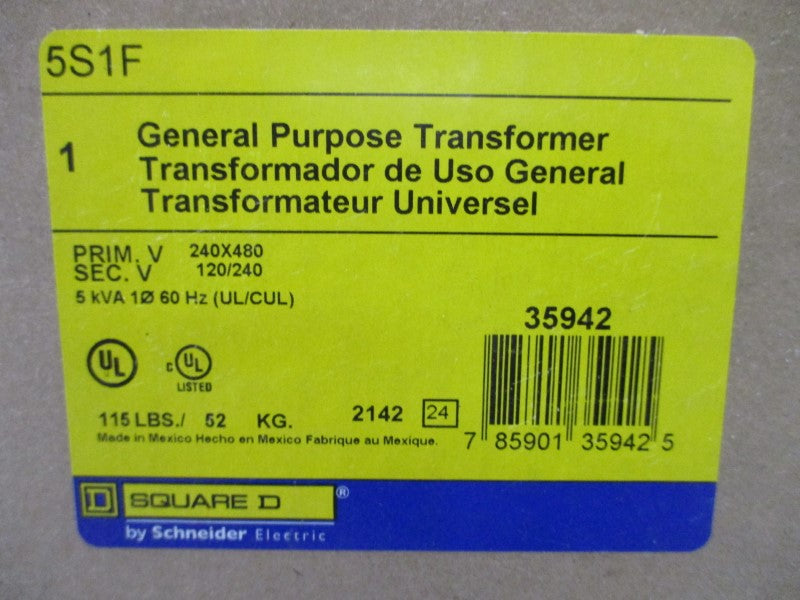 5S1F
1
General Purpose Transformer
Transformador de Uso General
Transformateur Universel
PRIM. V 240X480
SEC. V 120/240
5 kVA 1Ø 60 Hz (UL/CUL)
35942
UL
c UL
LISTED
115 LBS./ 52 KG. 2142 24
Made in Mexico Hecho en Mexico Fabrique au Mexique.
7 85901 35942 5
D SQUARE D ®
by Schneider Electric